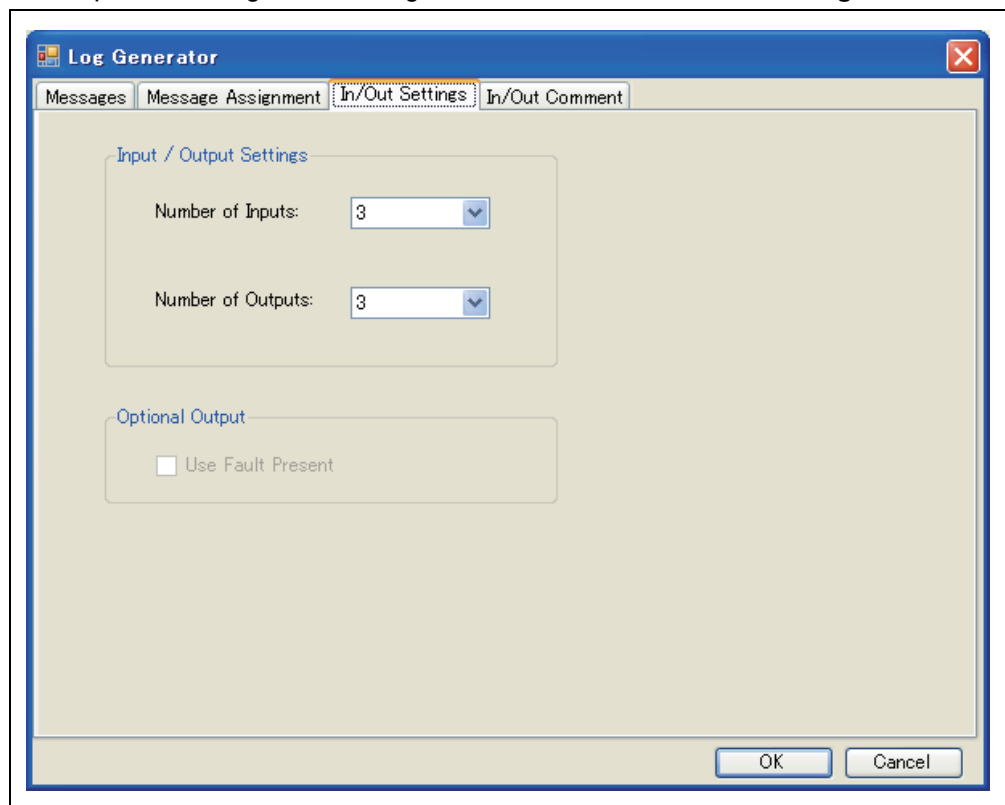 Log Generator
Messages Message Assignment In/Out Settings In/Out Comment
Input / Output Settings
Number of Inputs: 3
Number of Outputs: 3
Optional Output
Use Fault Present
OK Cancel